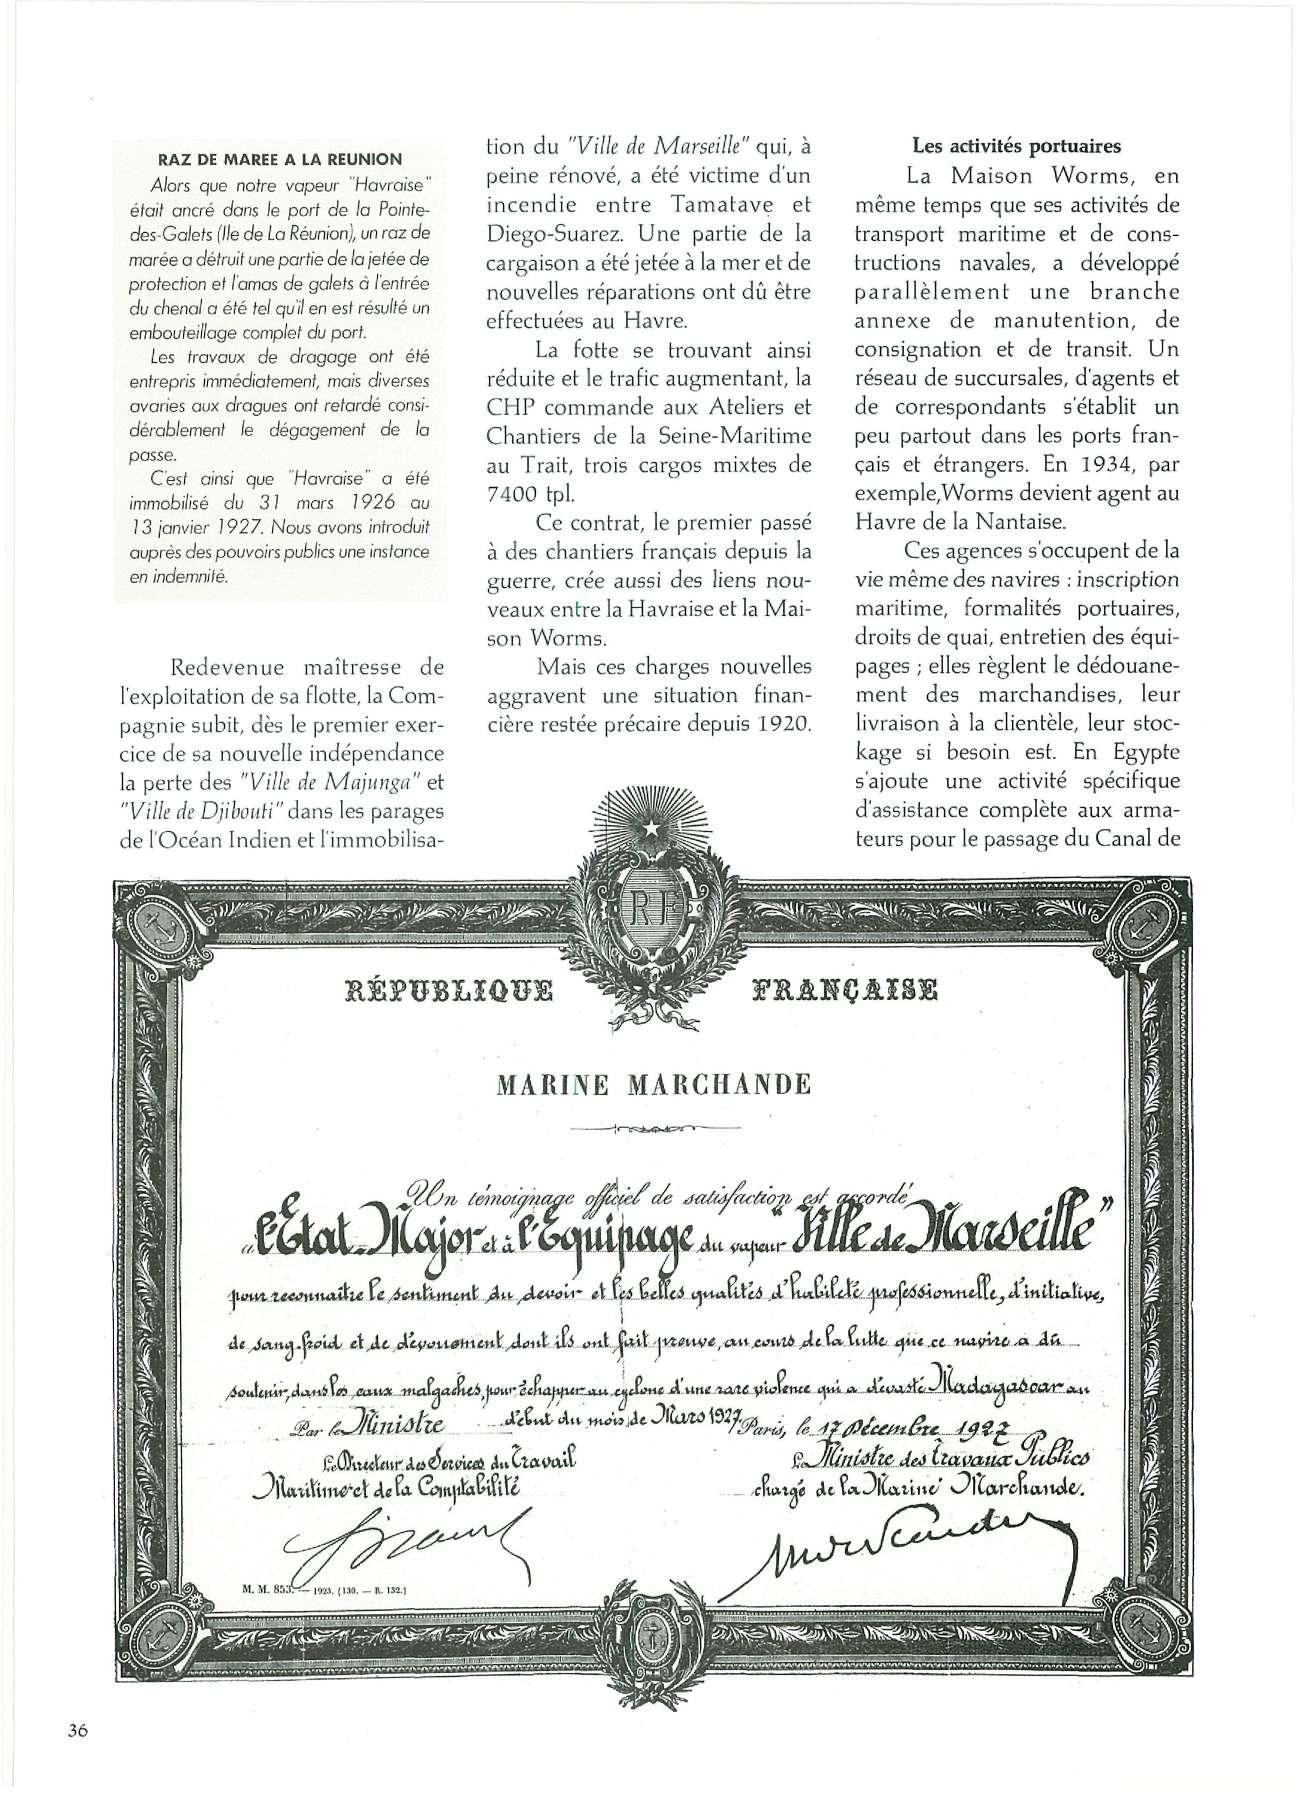 RAZ DE MAREE A LA REUNION
Alors que notre vapeur "Havraise"
était ancré dans le port de la Pointe-
des-Galets (Ile de La Réunion), un raz de
marée a détruit une partie de la jetée de
protection et l'amas de galets à l'entrée
du chenal a été tel qu'il en est résulté un
embouteillage complet du port.
Les travaux de dragage ont été
entrepris immédiatement, mais diverses
avaries aux dragues ont retardé consi-
dérablement le dégagement de la
passe.
C'est ainsi que "Havraise" a été
immobilisé du 31 mars 1926 au
13 janvier 1927. Nous avons introduit
auprès des pouvoirs publics une instance
en indemnité.
Redevenue maîtresse de
l'exploitation de sa flotte, la Com-
pagnie subit, dès le premier exer-
cice de sa nouvelle indépendance
la perte des "Ville de Majunga" et
"Ville de Djibouti" dans les parages
de l'Océan Indien et l'immobilisa-
tion du "Ville de Marseille" qui, à
peine rénové, a été victime d'un
incendie entre Tamatave et
Diego-Suarez. Une partie de la
cargaison a été jetée à la mer et de
nouvelles réparations ont dû être
effectuées au Havre.
La fotte se trouvant ainsi
réduite et le trafic augmentant, la
CHP commande aux Ateliers et
Chantiers de la Seine-Maritime
au Trait, trois cargos mixtes de
7400 tpl.
Ce contrat, le premier passé
à des chantiers français depuis la
guerre, crée aussi des liens nou-
veaux entre la Havraise et la Mai-
son Worms.
Mais ces charges nouvelles
aggravent une situation finan-
cière restée précaire depuis 1920.
Les activités portuaires
La Maison Worms, en
même temps que ses activités de
transport maritime et de cons-
tructions navales, a développé
parallèlement une branche
annexe de manutention, de
consignation et de transit. Un
réseau de succursales, d'agents et
de correspondants s'établit un
peu partout dans les ports fran-
çais et étrangers. En 1934, par
exemple,Worms devient agent au
Havre de la Nantaise.
Ces agences s'occupent de la
vie même des navires : inscription
maritime, formalités portuaires,
droits de quai, entretien des équi-
pages ; elles règlent le dédouane-
ment des marchandises, leur
livraison à la clientèle, leur stoc-
kage si besoin est. En Egypte
s'ajoute une activité spécifique
d'assistance complète aux arma-
teurs pour le passage du Canal de
RF
RÉPUBLIQUE FRANÇAISE
MARINE MARCHANDE
Un témoignage officiel de satisfaction est accordé
à l'État-Major et à l'Équipage du vapeur "Ville de Marseille"
pour reconnaître le sentiment du devoir et les belles qualités d'habileté professionnelle, d'initiative,
de sang-froid et de dévouement dont ils ont fait preuve, au cours de la lutte que ce navire a dû
soutenir, dans les eaux malgaches, pour échapper au cyclone d'une rare violence qui a dévasté Madagascar au
début du mois de Mars 1927.
Par le Ministre
Paris, le 17 Décembre 1927
Le Directeur des Services du Travail
Maritime et de la Comptabilité
Le Ministre des Travaux Publics
chargé de la Marine Marchande.
M. M. 853. — 1923. (130. — R. 132.)
36